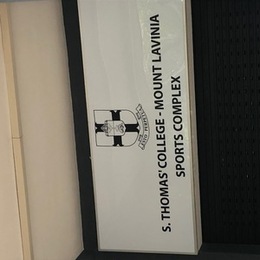 S. THOMAS' COLLEGE - MOUNT LAVINIA
SPORTS COMPLEX